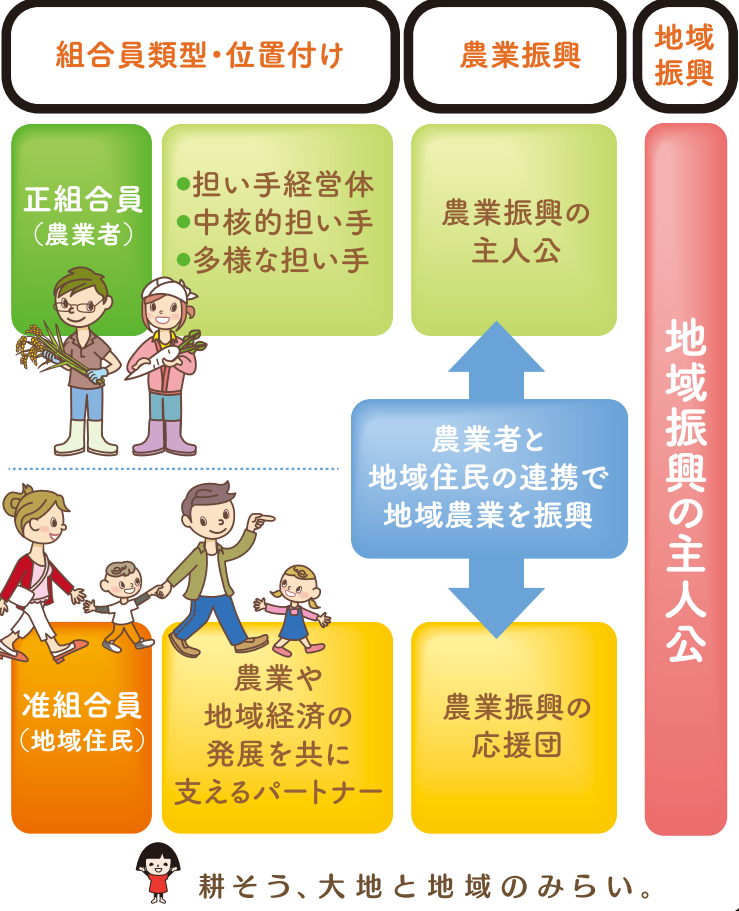 組合員類型・位置付け
農業振興
地域
振興
正組合員
（農業者）
●担い手経営体
●中核的担い手
●多様な担い手
農業振興の
主人公
農業者と
地域住民の連携で
地域農業を振興
地域振興の主人公
准組合員
（地域住民）
農業や
地域経済の
発展を共に
支えるパートナー
農業振興の
応援団
耕そう、大地と地域のみらい。